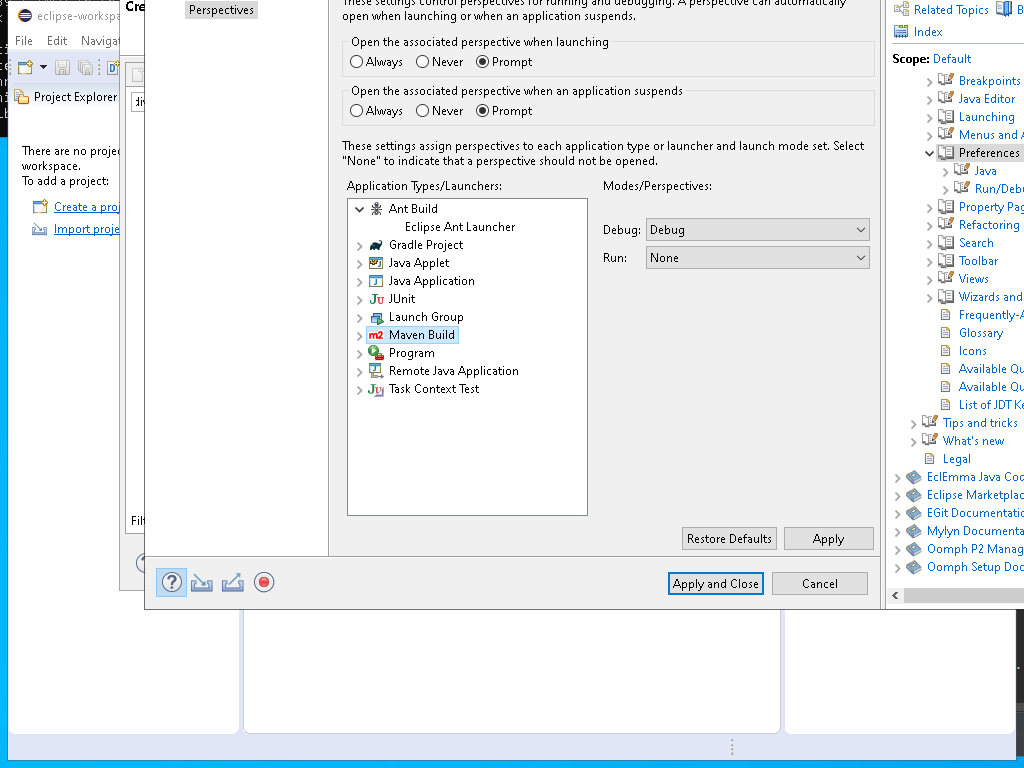 eclipse-workspa
File Edit Navigat
Project Explorer
There are no proje
workspace.
To add a project:
Create a proj
Import proje
Cre
Filt
Perspectives
These settings control perspectives for running and debugging. A perspective can automatically
open when launching or when an application suspends.
Open the associated perspective when launching
Always Never Prompt
Open the associated perspective when an application suspends
Always Never Prompt
These settings assign perspectives to each application type or launcher and launch mode set. Select
"None" to indicate that a perspective should not be opened.
Application Types/Launchers:
Ant Build
Eclipse Ant Launcher
Gradle Project
Java Applet
Java Application
JUnit
Launch Group
m2 Maven Build
Program
Remote Java Application
Task Context Test
Modes/Perspectives:
Debug: Debug
Run: None
Restore Defaults Apply
Apply and Close Cancel
Related Topics B
Index
Scope: Default
Breakpoints
Java Editor
Launching
Menus and A
Preferences
Java
Run/Debu
Property Pag
Refactoring
Search
Toolbar
Views
Wizards and
Frequently-A
Glossary
Icons
Available Qu
Available Qu
List of JDT Ke
Tips and tricks
What's new
Legal
EclEmma Java Cod
Eclipse Marketplac
EGit Documentatio
Mylyn Documenta
Oomph P2 Manag
Oomph Setup Doc